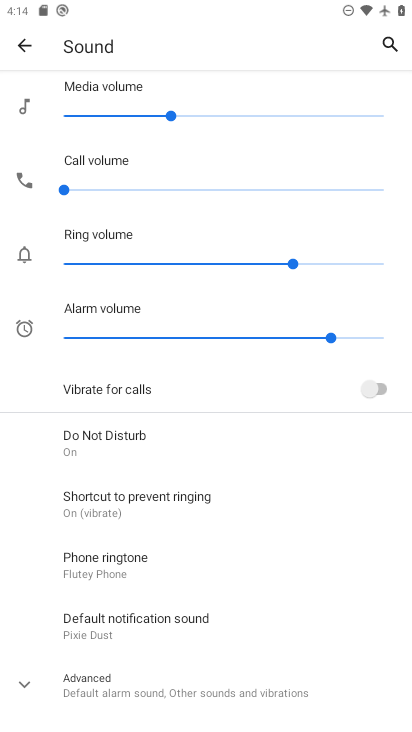 4:14
Sound
Media volume
Call volume
Ring volume
Alarm volume
Vibrate for calls
Do Not Disturb
On
Shortcut to prevent ringing
On (vibrate)
Phone ringtone
Flutey Phone
Default notification sound
Pixie Dust
Advanced
Default alarm sound, Other sounds and vibrations